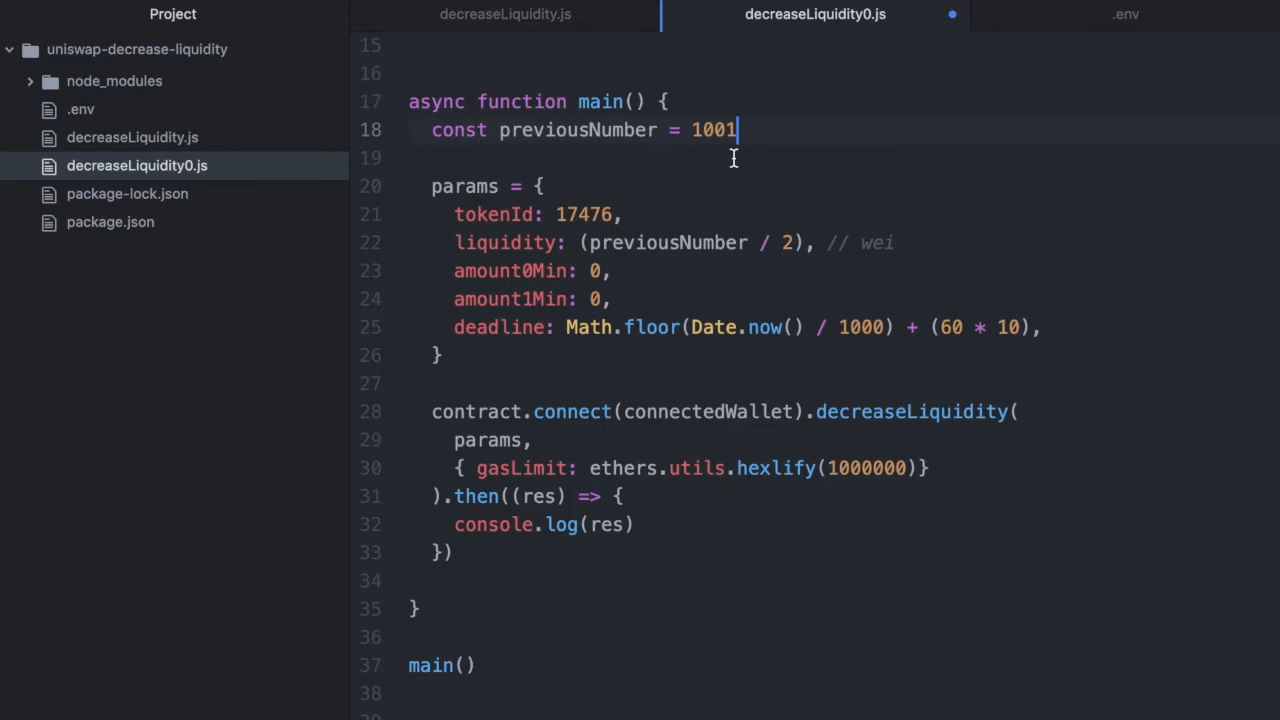 Project
decreaseLiquidity.js
decreaseLiquidity0.js
.env
uniswap-decrease-liquidity
node_modules
.env
decreaseLiquidity.js
decreaseLiquidity0.js
package-lock.json
package.json
15
16
17 async function main() {
18 const previousNumber = 1001
19
20 params = {
21 tokenId: 17476,
22 liquidity: (previousNumber / 2), // wei
23 amount0Min: 0,
24 amount1Min: 0,
25 deadline: Math.floor(Date.now() / 1000) + (60 * 10),
26 }
27
28 contract.connect(connectedWallet).decreaseLiquidity(
29 params,
30 { gasLimit: ethers.utils.hexlify(1000000)}
31 ).then((res) => {
32 console.log(res)
33 })
34
35 }
36
37 main()
38